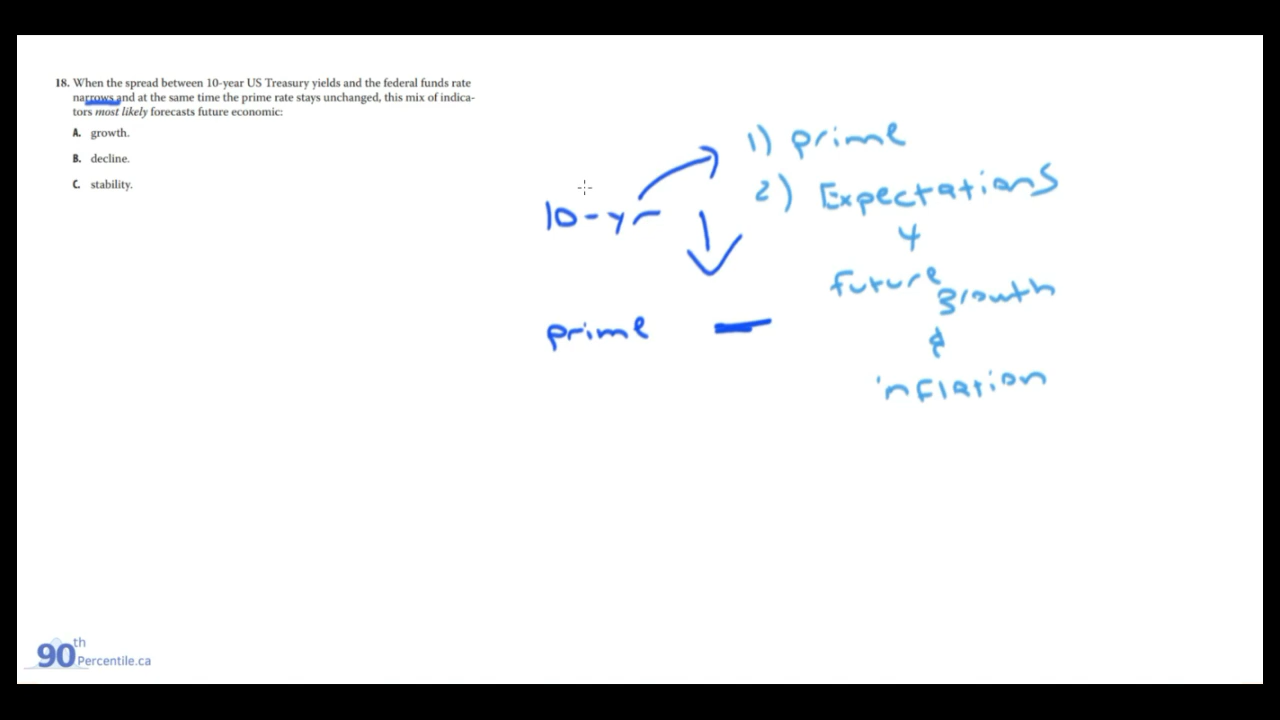 18. When the spread between 10-year US Treasury yields and the federal funds rate
narrows and at the same time the prime rate stays unchanged, this mix of indica-
tors most likely forecasts future economic:
A. growth.
B. decline.
C. stability.
1) prime
2) Expectations
10-yr
future
growth
&
inflation
prime
90th
Percentile.ca